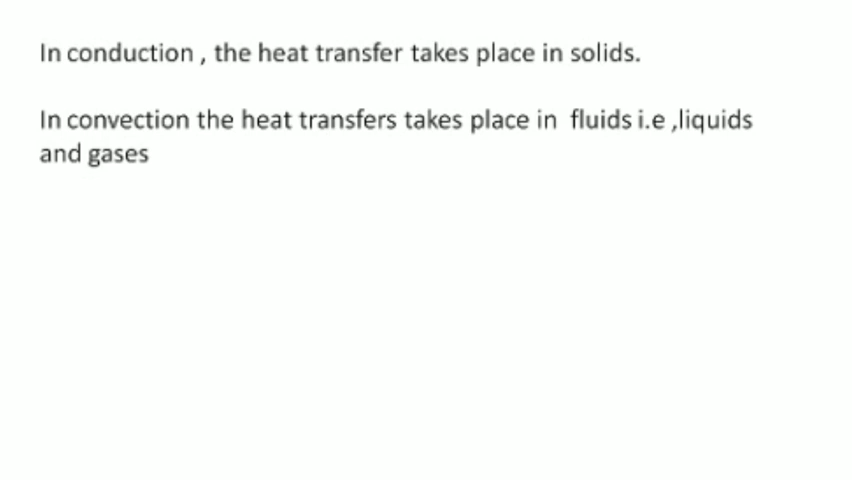 In conduction , the heat transfer takes place in solids.
In convection the heat transfers takes place in  fluids i.e ,liquids
and gases